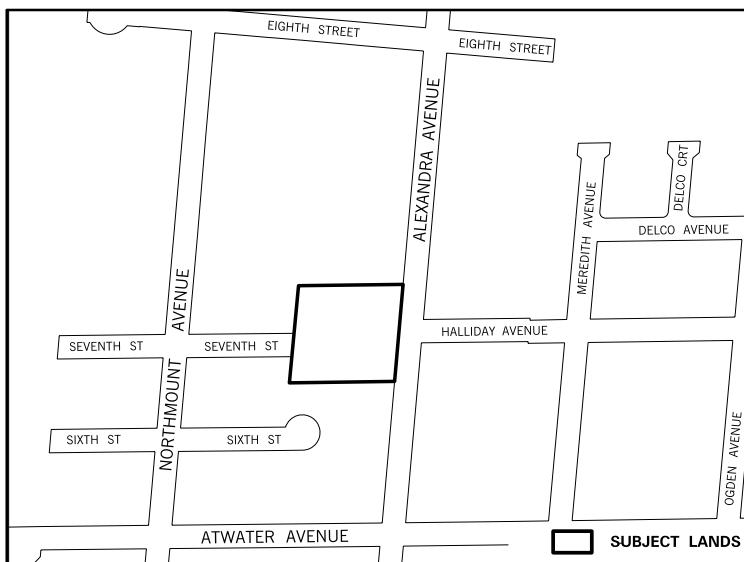 EIGHTH STREET
EIGHTH STREET
ALEXANDRA AVENUE
DELCO CRT
MEREDITH AVENUE
DELCO AVENUE
NORTHMOUNT AVENUE
SEVENTH ST
SEVENTH ST
HALLIDAY AVENUE
SIXTH ST
SIXTH ST
OGDEN AVENUE
ATWATER AVENUE
SUBJECT LANDS